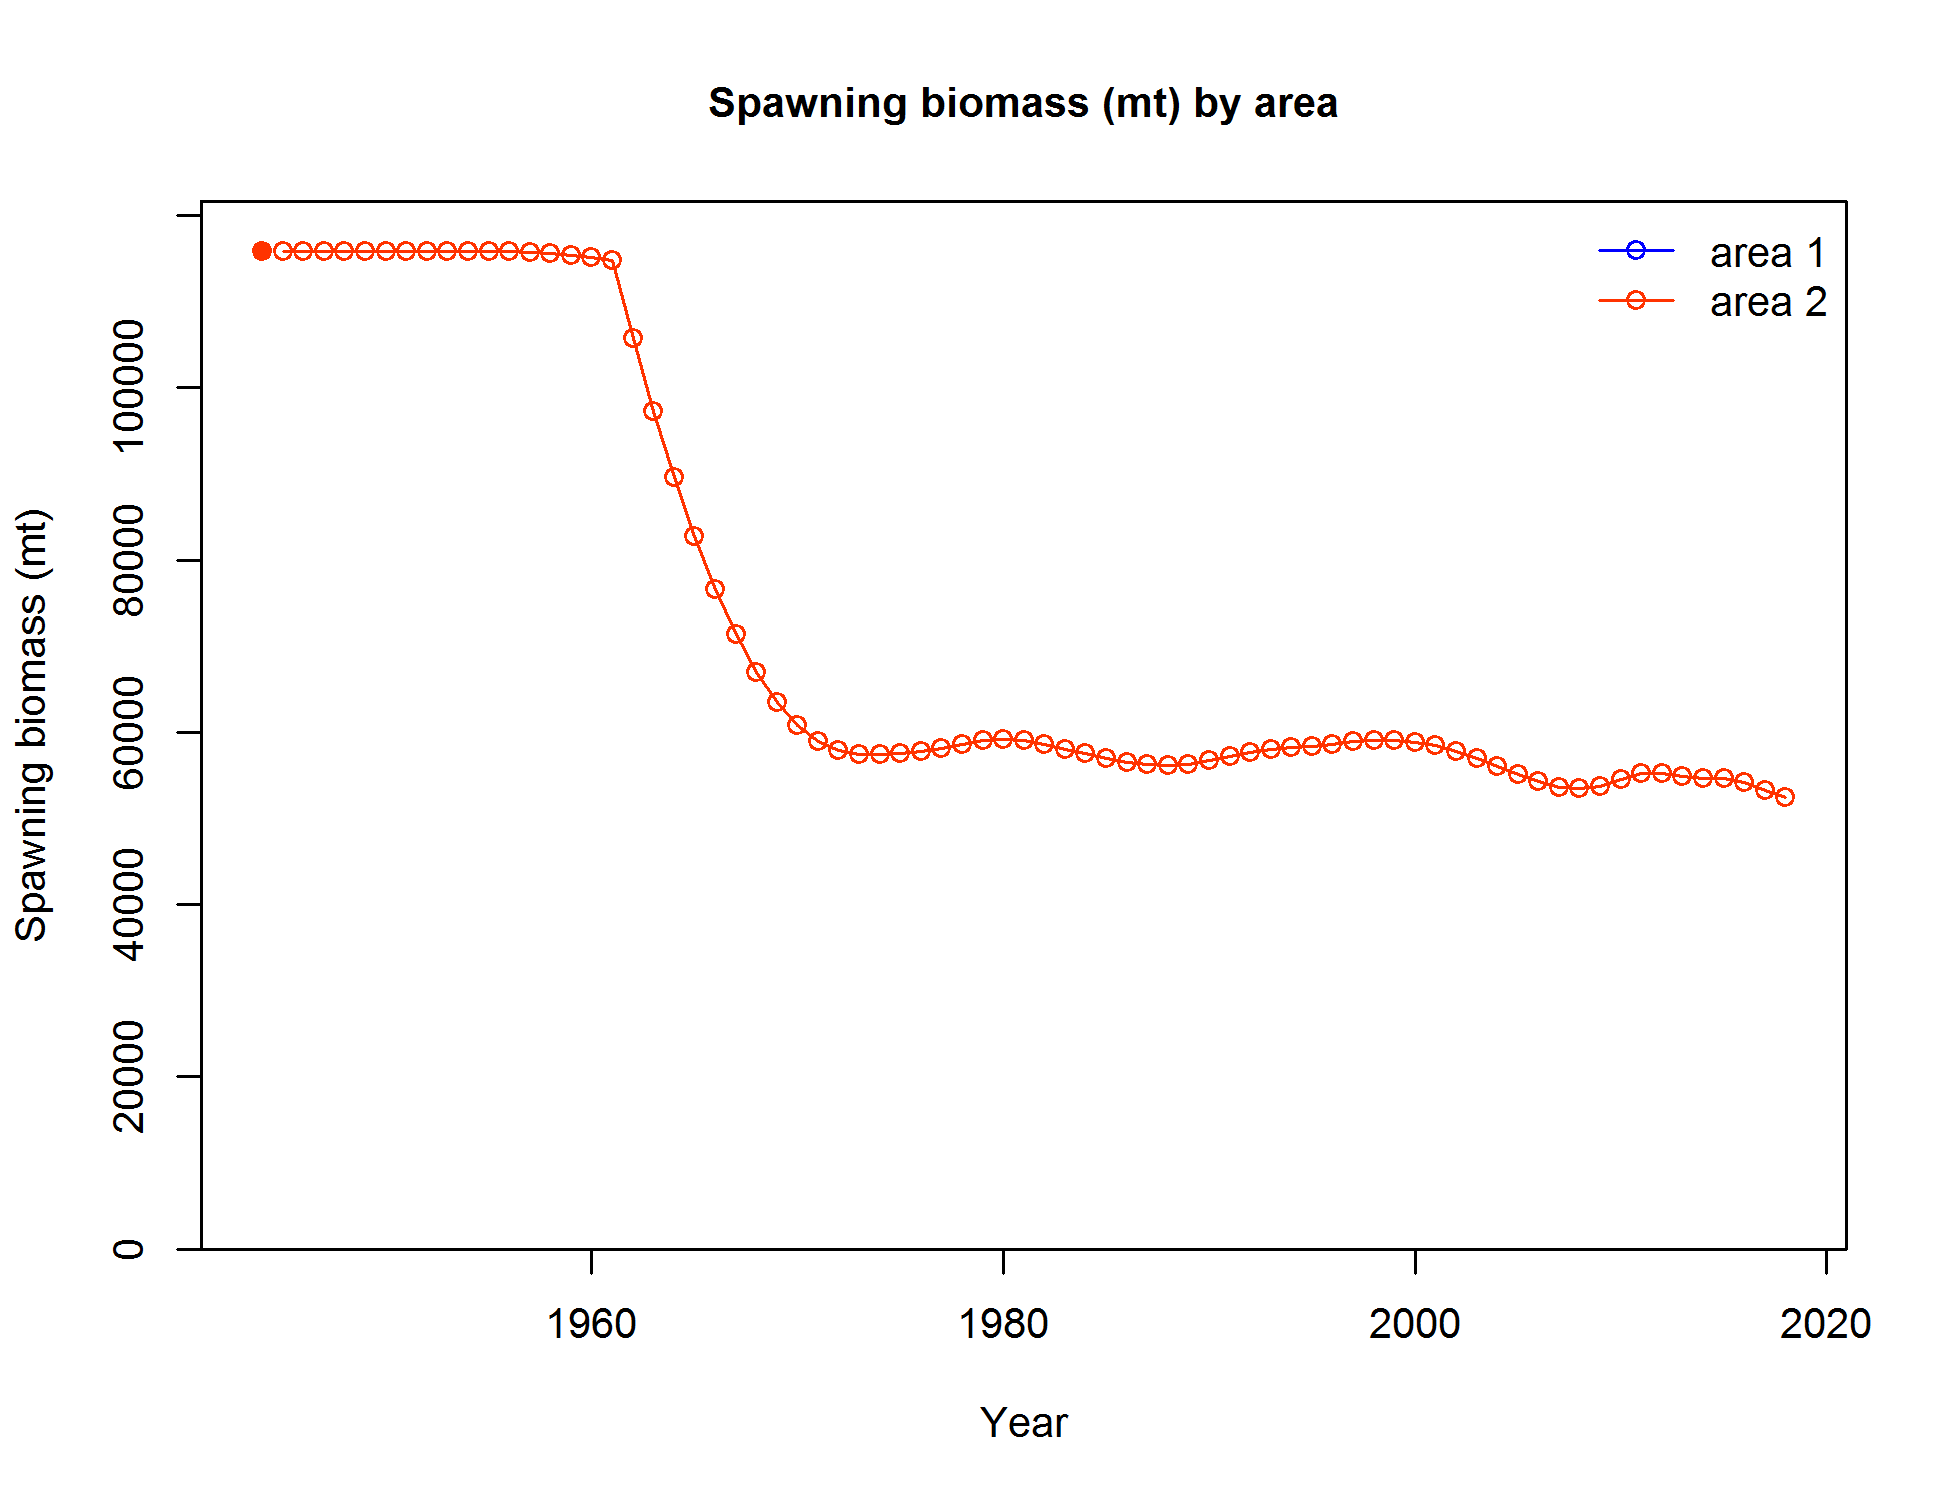 Spawning biomass (mt) by area
area 1
area 2
Spawning biomass (mt)
100000
80000
60000
40000
20000
0
1960
1980
2000
2020
Year